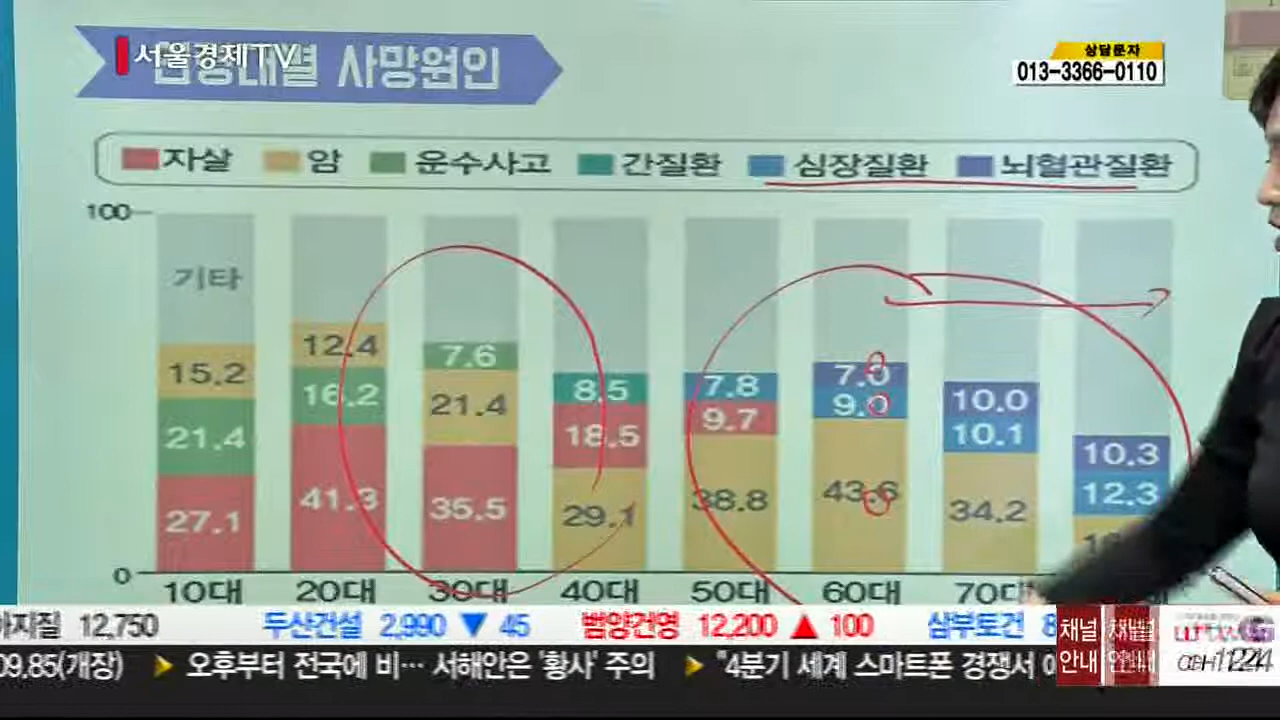 서울경제TV
사망원인
상담문자
013-3366-0110
자살 암 운수사고 간질환 심장질환 뇌혈관질환
100
기타
15.2
21.4
27.1
12.4
16.2
41.3
7.6
21.4
35.5
8.5
18.5
29.1
7.8
9.7
38.8
7.0
9.0
43.6
10.0
10.1
34.2
10.3
12.3
0
10대 20대 30대 40대 50대 60대
12,750 두산건설 2,990 ▼ 45 범양건영 12,200 ▲ 100 삼부토건
09.85(개장) 오후부터 전국에 비… 서해안은 '황사' 주의 "4분기 세계 스마트폰 경쟁서
채널 안내